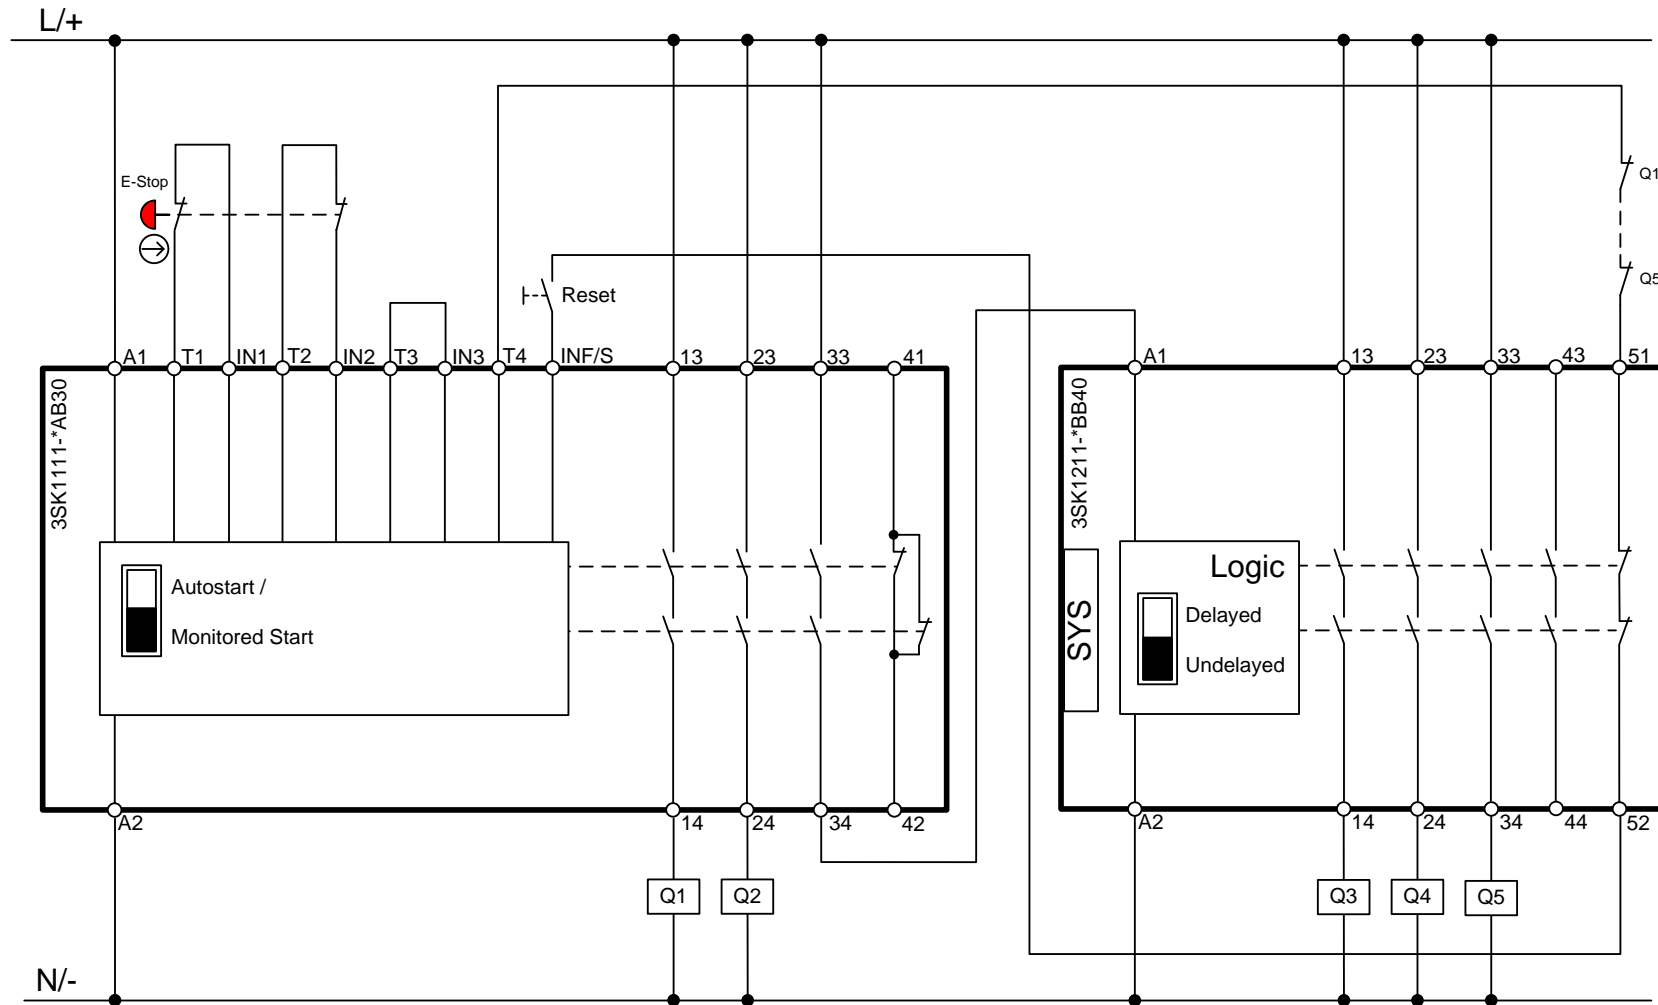 L/+
E-Stop
Q1
Q5
Reset
A1 T1 IN1 T2 IN2 T3 IN3 T4 INF/S 13 23 33 41
A1 13 23 33 43 51
3SK1111-*AB30
3SK1211-*BB40
Autostart /
Monitored Start
SYS
Logic
Delayed
Undelayed
A2 14 24 34 42
A2 14 24 34 44 52
Q1 Q2
Q3 Q4 Q5
N/-